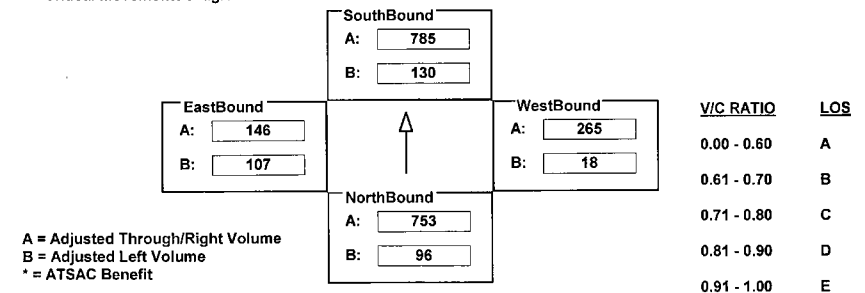 SouthBound
A: 785
B: 130
EastBound
A: 146
B: 107
WestBound
A: 265
B: 18
NorthBound
A: 753
B: 96
A = Adjusted Through/Right Volume
B = Adjusted Left Volume
* = ATSAC Benefit
V/C RATIO LOS
0.00 - 0.60 A
0.61 - 0.70 B
0.71 - 0.80 C
0.81 - 0.90 D
0.91 - 1.00 E